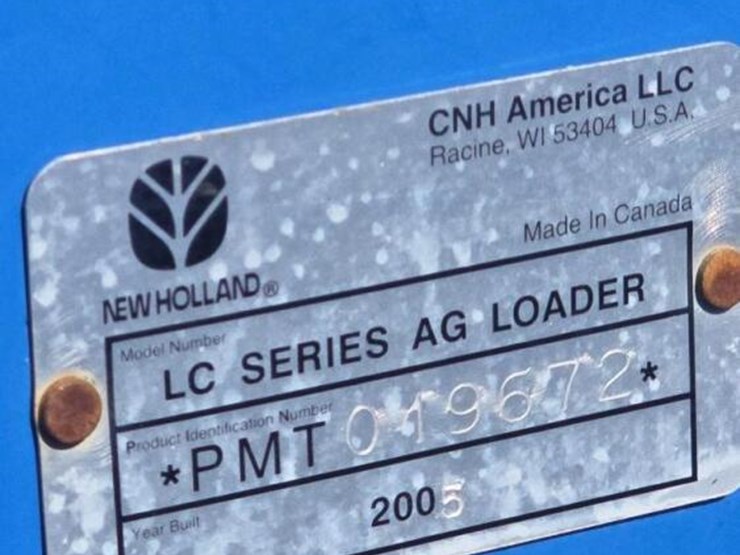 CNH America LLC
Racine, WI 53404 U.S.A.
Made In Canada
NEW HOLLAND®
Model Number
LC SERIES AG LOADER
Product Identification Number
*PMT019672*
Year Built
2005